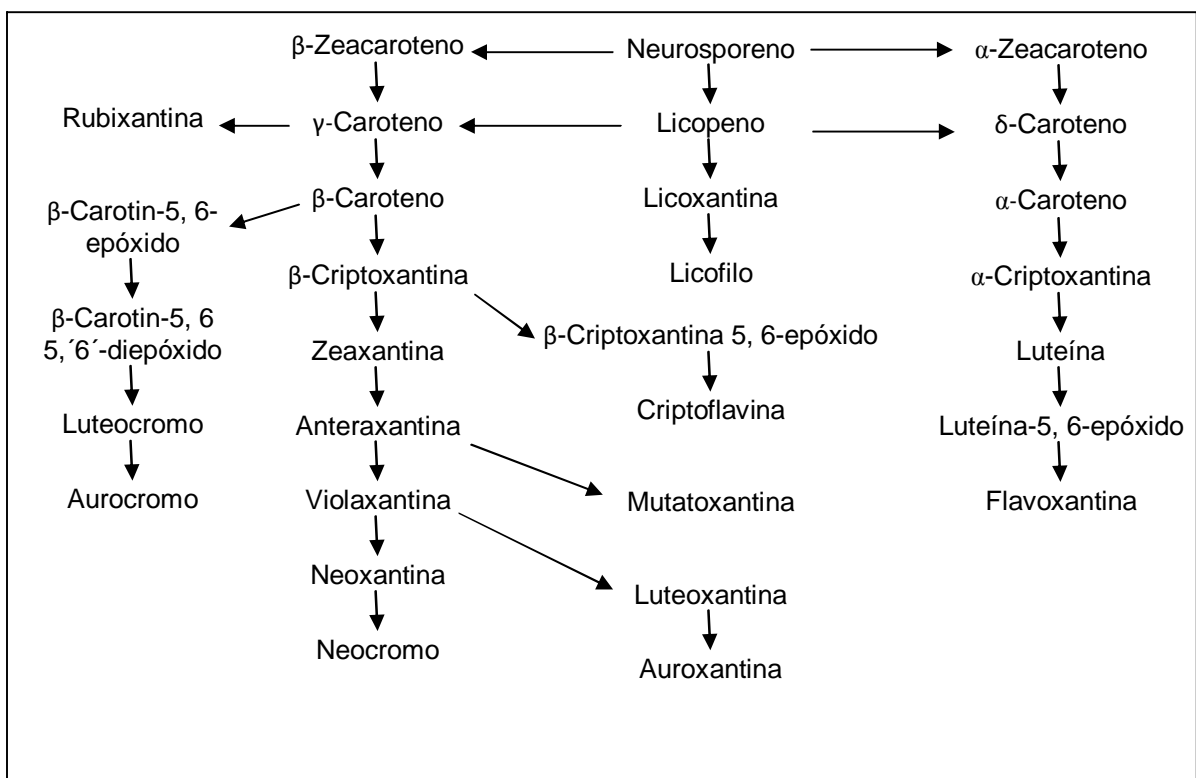 β-Zeacaroteno
Neurosporeno
α-Zeacaroteno
Rubixantina
γ-Caroteno
Licopeno
δ-Caroteno
β-Carotin-5, 6-
epóxido
β-Caroteno
Licoxantina
α-Caroteno
β-Criptoxantina
Licofilo
α-Criptoxantina
β-Carotin-5, 6
5,´6´-diepóxido
Zeaxantina
β-Criptoxantina 5, 6-epóxido
Luteína
Luteocromo
Anteraxantina
Criptoflavina
Luteína-5, 6-epóxido
Aurocromo
Violaxantina
Mutatoxantina
Flavoxantina
Neoxantina
Luteoxantina
Neocromo
Auroxantina